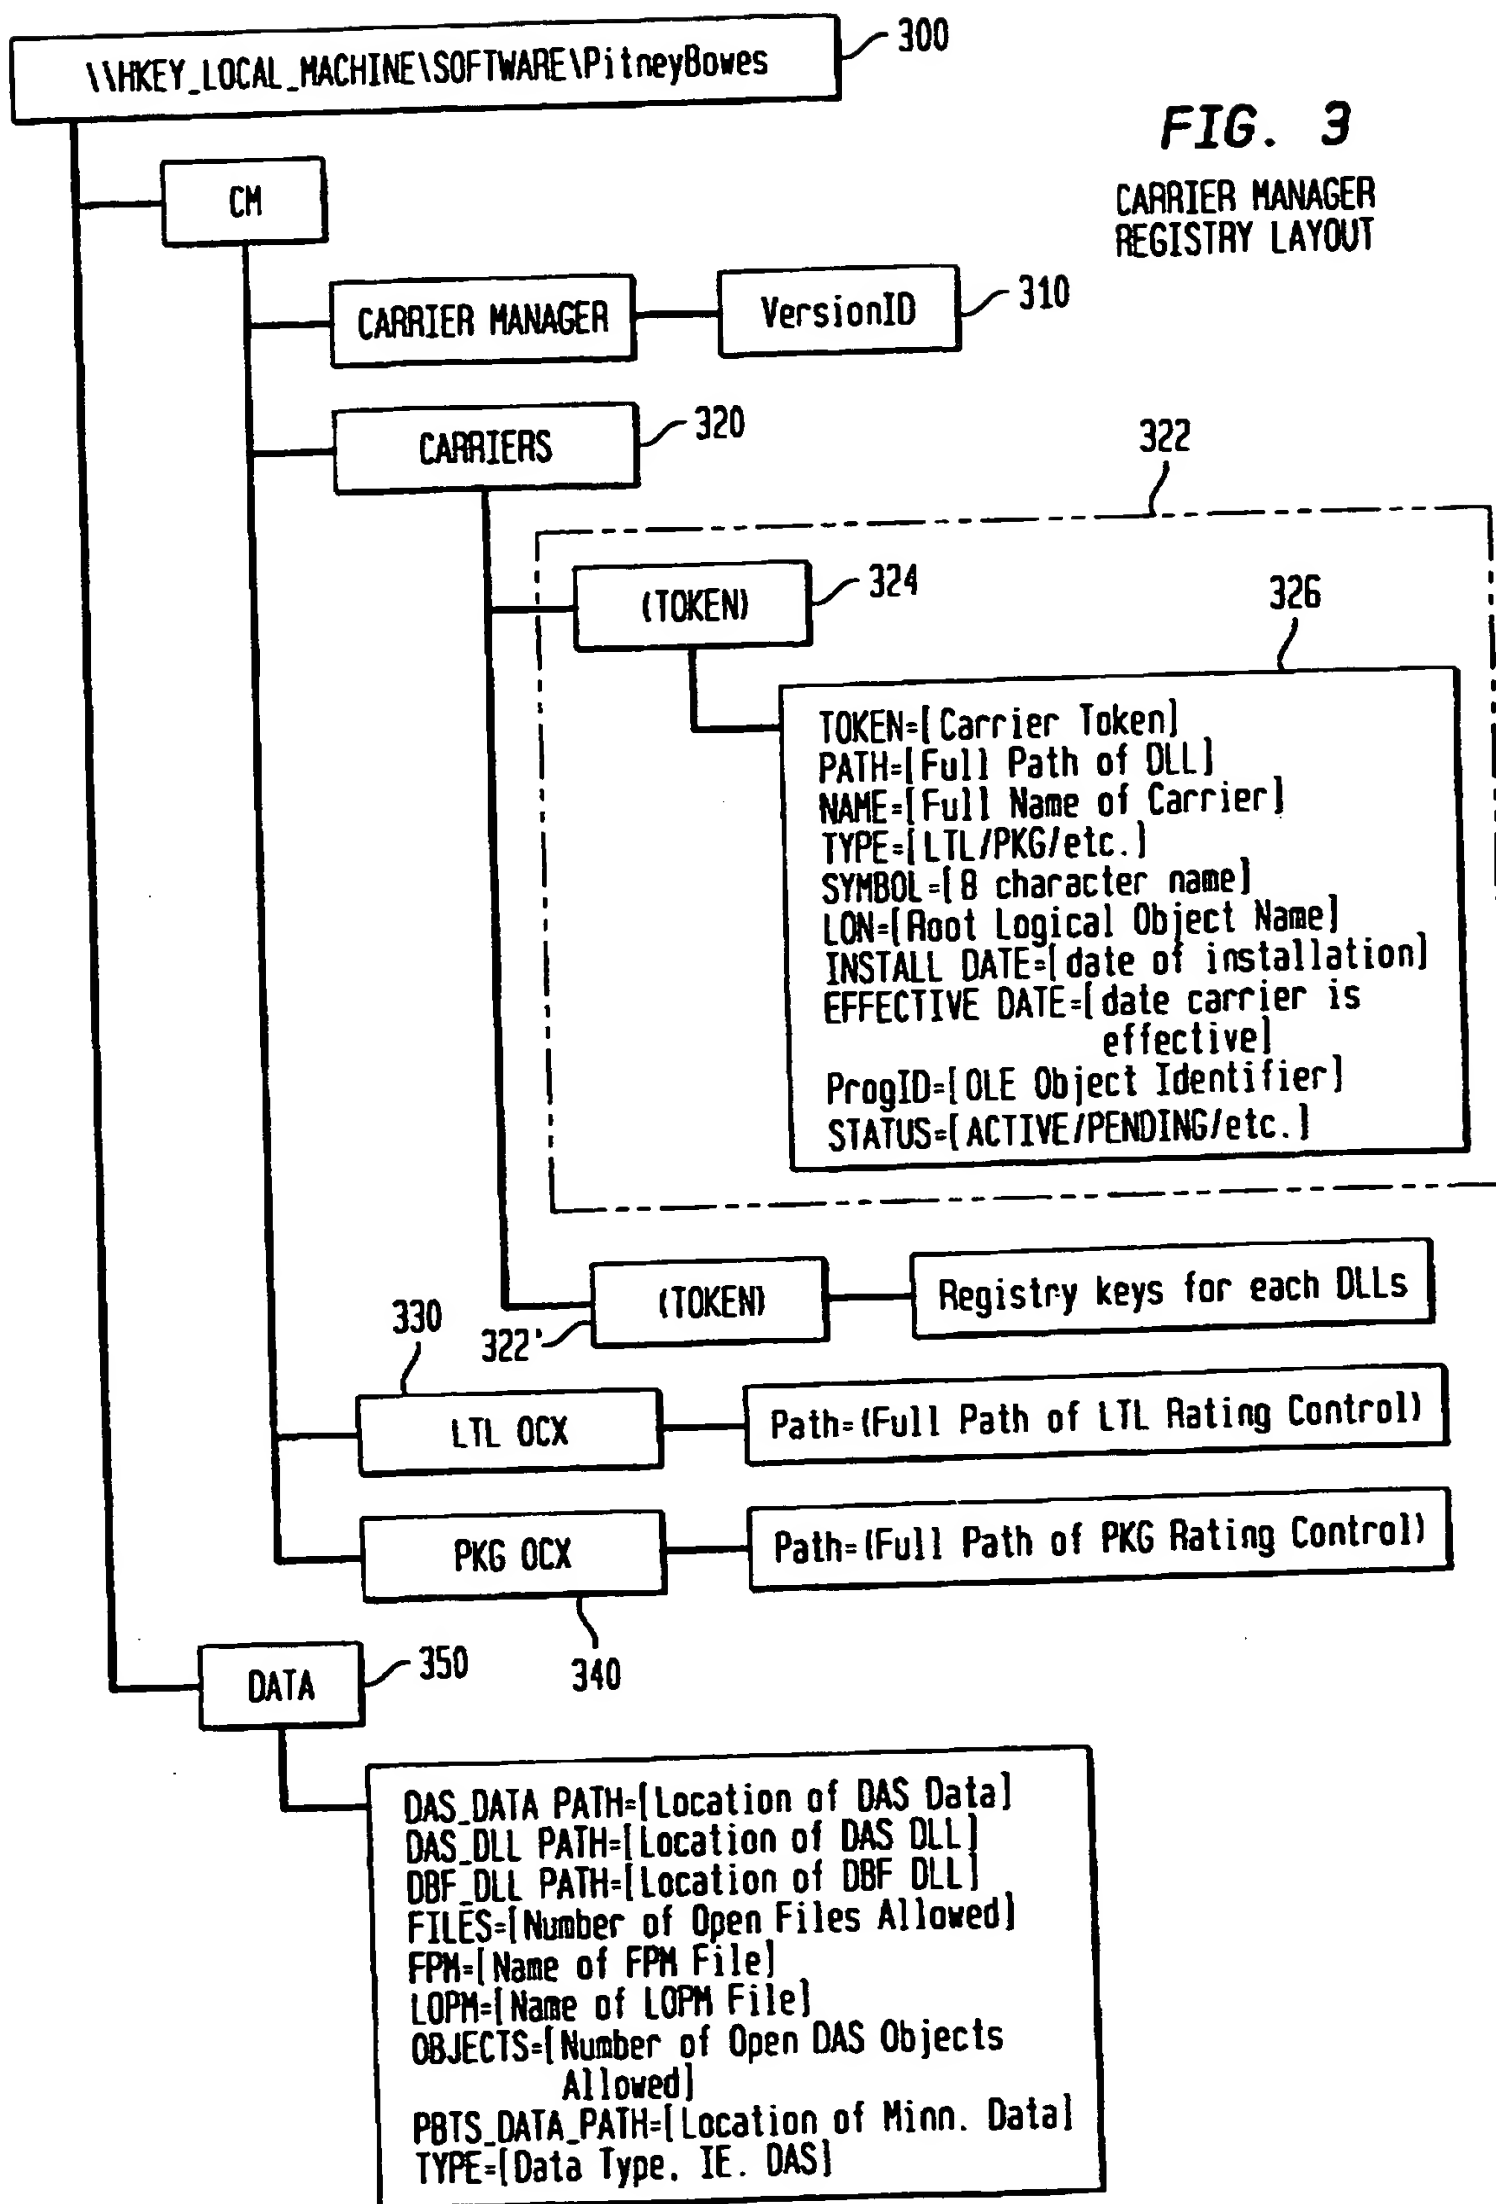 \\HKEY_LOCAL_MACHINE\SOFTWARE\PitneyBowes
300
FIG. 3
CARRIER MANAGER
REGISTRY LAYOUT
CM
CARRIER MANAGER
VersionID
310
CARRIERS
320
322
(TOKEN)
324
326
TOKEN=[Carrier Token]
PATH=[Full Path of DLL]
NAME=[Full Name of Carrier]
TYPE=[LTL/PKG/etc.]
SYMBOL=[8 character name]
LON=[Root Logical Object Name]
INSTALL DATE=[date of installation]
EFFECTIVE DATE=[date carrier is
effective]
ProgID=[OLE Object Identifier]
STATUS=[ACTIVE/PENDING/etc.]
(TOKEN)
322'
Registry keys for each DLLs
330
LTL OCX
Path=(Full Path of LTL Rating Control)
PKG OCX
Path=(Full Path of PKG Rating Control)
340
DATA
350
DAS_DATA PATH=[Location of DAS Data]
DAS_DLL PATH=[Location of DAS DLL]
DBF_DLL PATH=[Location of DBF DLL]
FILES=[Number of Open Files Allowed]
FPM=[Name of FPM File]
LOPM=[Name of LOPM File]
OBJECTS=[Number of Open DAS Objects
Allowed]
PBTS_DATA_PATH=[Location of Minn. Data]
TYPE=[Data Type. IE. DAS]